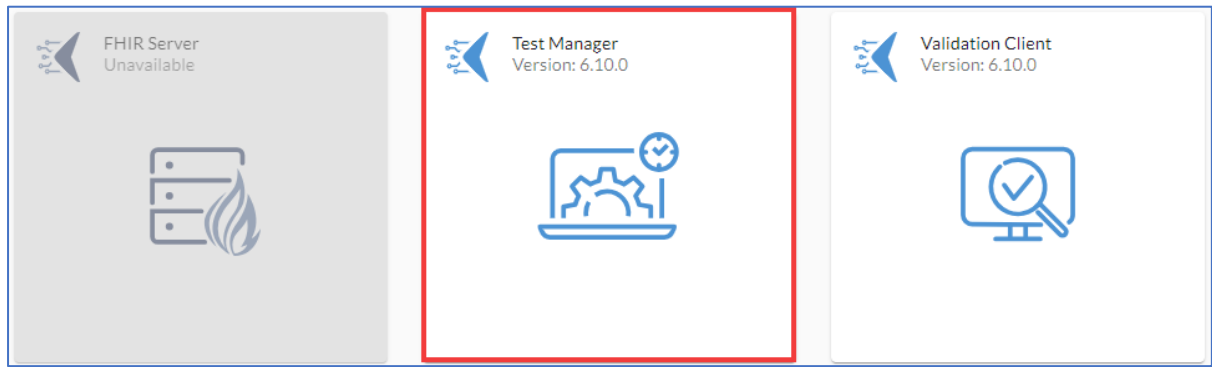 FHIR Server
Unavailable
Test Manager
Version: 6.10.0
Validation Client
Version: 6.10.0